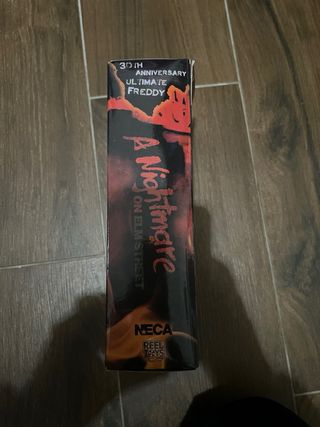 30TH
ANNIVERSARY
ULTIMATE
FREDDY
A Nightmare
ON ELM STREET
NECA
REEL
TOYS